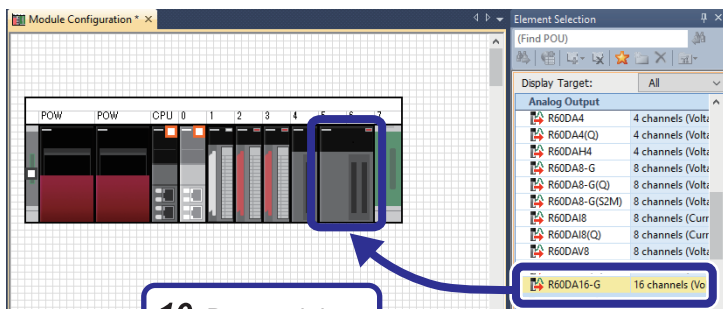 Module Configuration * ×
Element Selection
(Find POU)
Display Target: All
POW POW CPU 0 1 2 3 4 5 6 7
Analog Output
R60DA4 4 channels (Volta
R60DA4(Q) 4 channels (Volta
R60DAH4 4 channels (Volta
R60DA8-G 8 channels (Volta
R60DA8-G(Q) 8 channels (Volta
R60DA8-G(S2M) 8 channels (Volta
R60DAI8 8 channels (Curr
R60DAI8(Q) 8 channels (Curr
R60DAV8 8 channels (Volta
R60DA16-G 16 channels (Vo